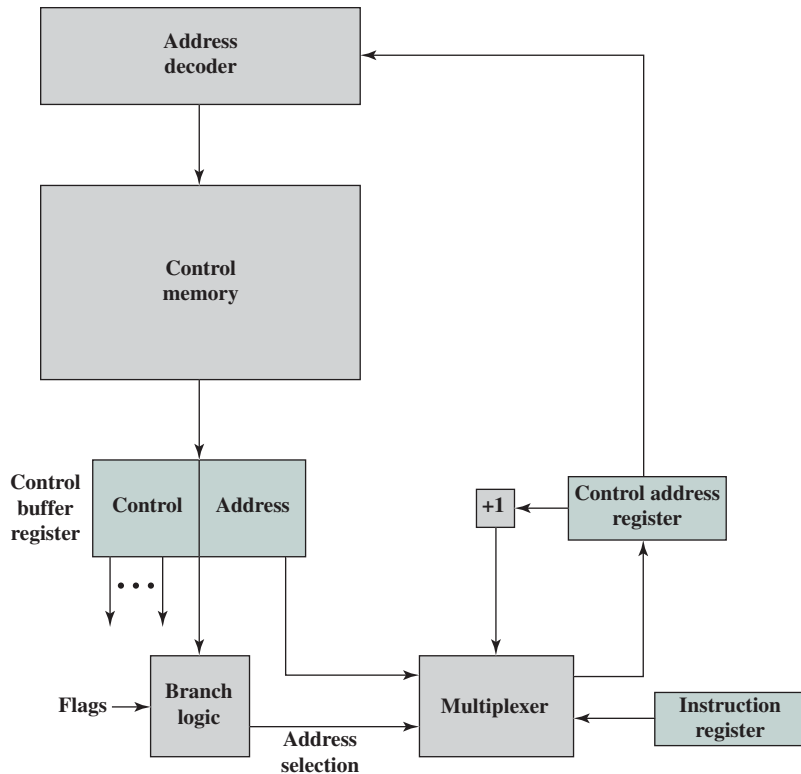 Address
decoder
Control
memory
Control
buffer
register
Control
Address
+1
Control address
register
Flags
Branch
logic
Address
selection
Multiplexer
Instruction
register